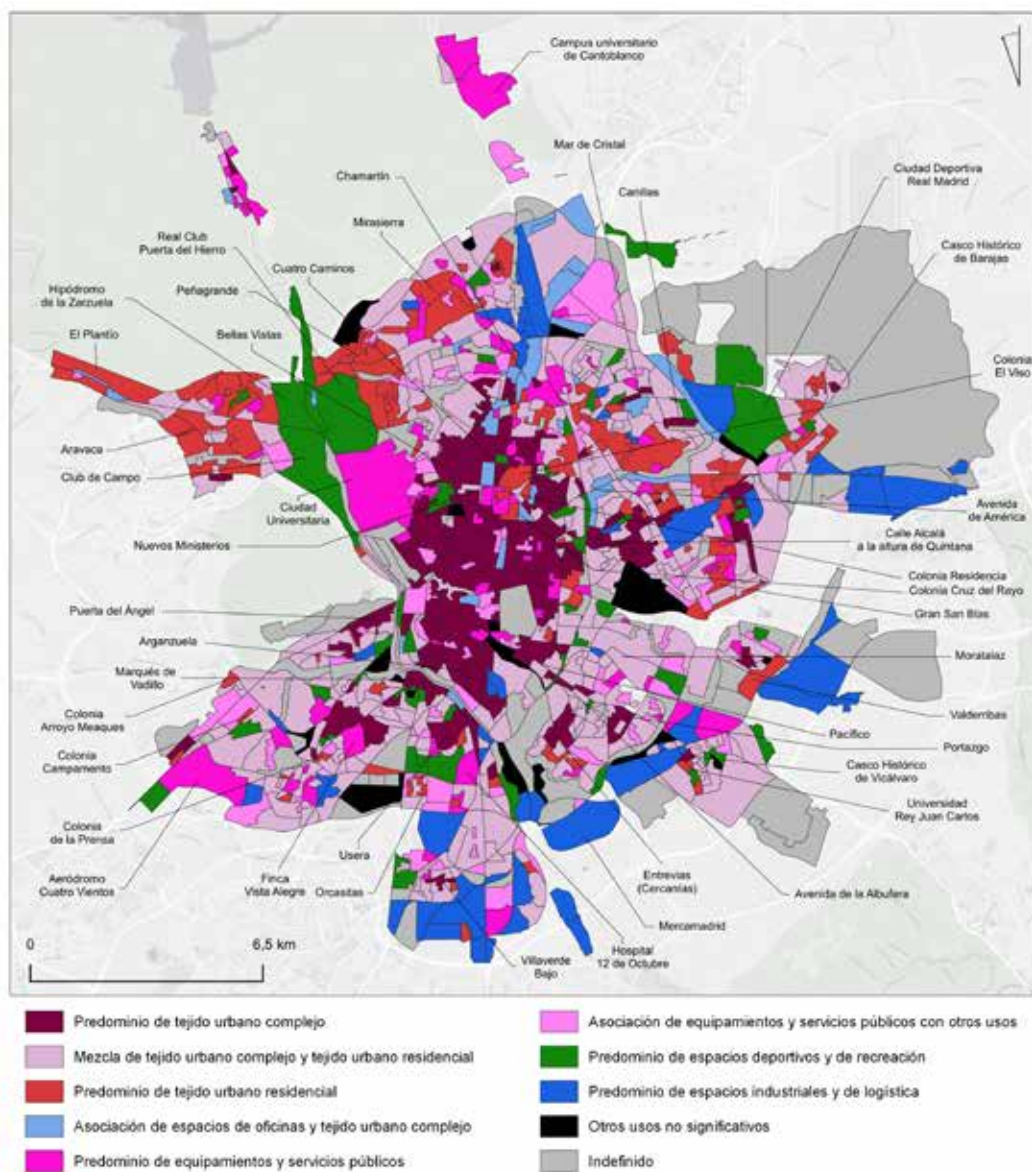 Campus universitario
de Cantoblanco
Mar de Cristal
Chamartín
Canillas
Ciudad Deportiva
Real Madrid
Mirasierra
Real Club
Puerta del Hierro
Casco Histórico
de Barajas
Cuatro Caminos
Hipódromo
de la Zarzuela
Peñagrande
El Plantío
Bellas Vistas
Colonia
El Viso
Aravaca
Club de Campo
Ciudad
Universitaria
Avenida
de América
Nuevos Ministerios
Calle Alcalá
a la altura de Quintana
Colonia Residencia
Colonia Cruz del Rayo
Puerta del Ángel
Gran San Blas
Arganzuela
Moratalaz
Marqués de
Vadillo
Valderribas
Colonia
Arroyo Meaques
Pacífico
Portazgo
Colonia
Campamento
Casco Histórico
de Vicálvaro
Universidad
Rey Juan Carlos
Colonia
de la Prensa
Usera
Entrevías
(Cercanías)
Aeródromo
Cuatro Vientos
Finca
Vista Alegre
Orcasitas
Avenida de la Albufera
Mercamadrid
0 6,5 km
Hospital
12 de Octubre
Villaverde
Bajo
Predominio de tejido urbano complejo
Mezcla de tejido urbano complejo y tejido urbano residencial
Predominio de tejido urbano residencial
Asociación de espacios de oficinas y tejido urbano complejo
Predominio de equipamientos y servicios públicos
Asociación de equipamientos y servicios públicos con otros usos
Predominio de espacios deportivos y de recreación
Predominio de espacios industriales y de logística
Otros usos no significativos
Indefinido